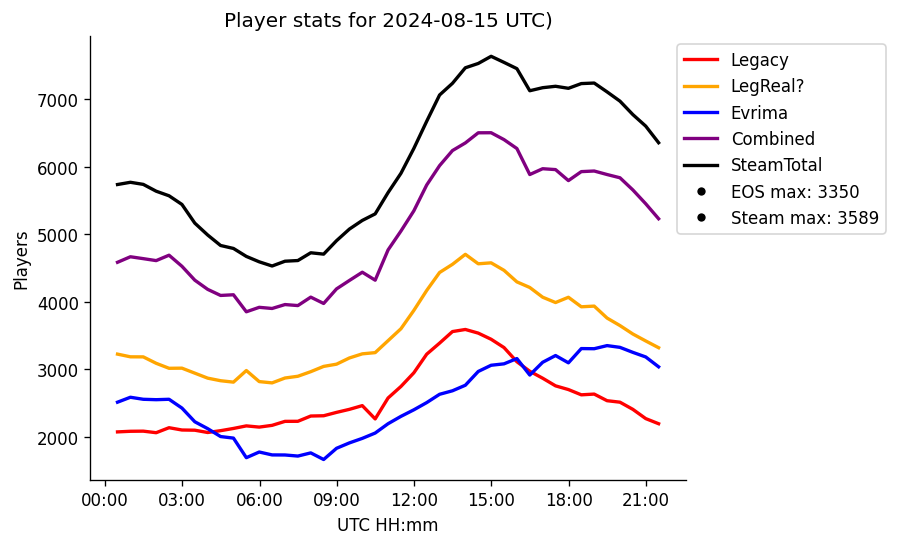 Player stats for 2024-08-15 UTC)
Legacy
LegReal?
Evrima
Combined
SteamTotal
EOS max: 3350
Steam max: 3589
Players
7000
6000
5000
4000
3000
2000
00:00 03:00 06:00 09:00 12:00 15:00 18:00 21:00
UTC HH:mm